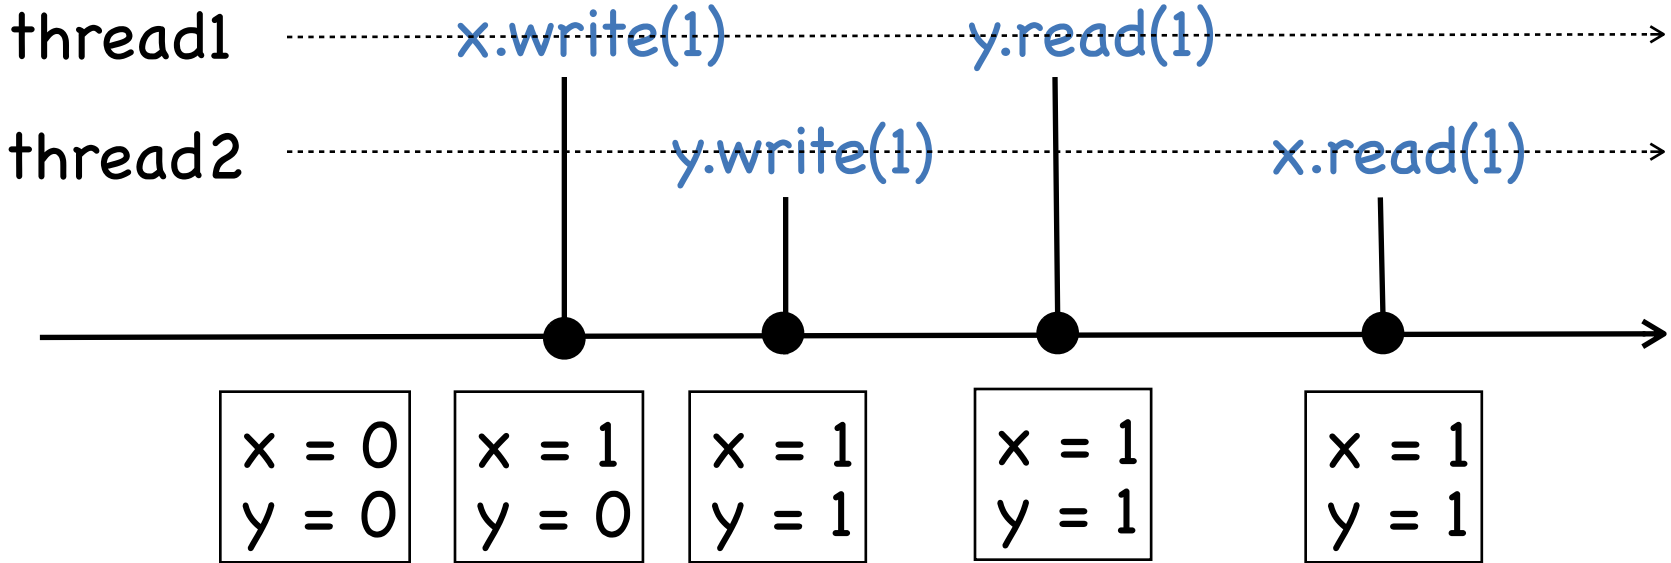 thread1 x.write(1) y.read(1)
thread2 y.write(1) x.read(1)
x = 0 x = 1 x = 1 x = 1 x = 1
y = 0 y = 0 y = 1 y = 1 y = 1